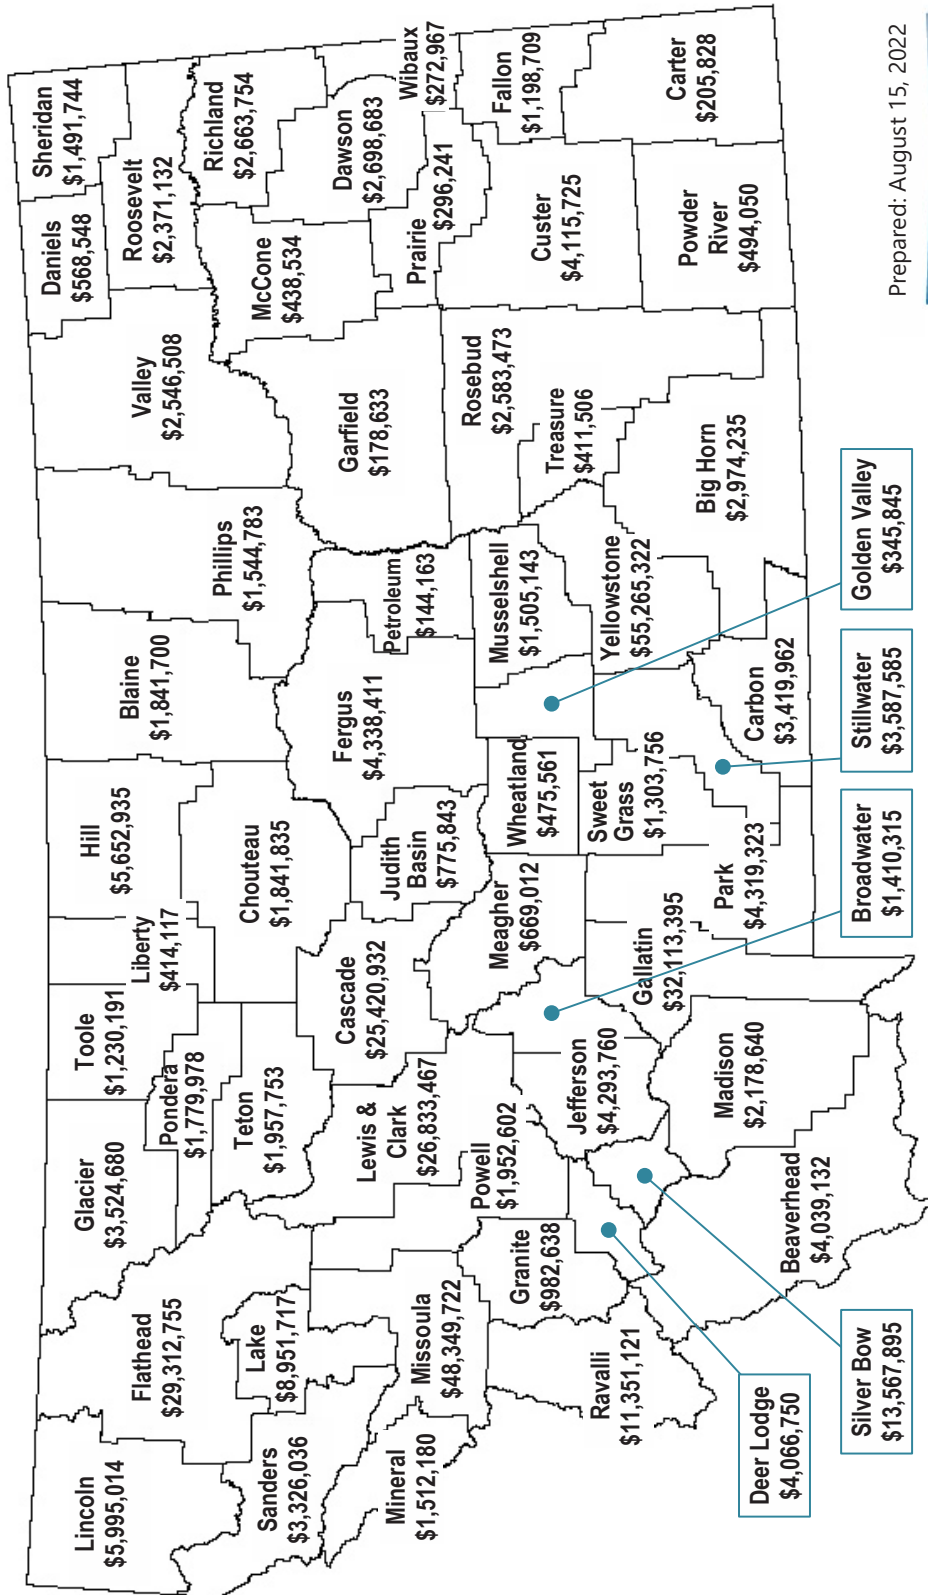 Lincoln
$5,995,014
Flathead
$29,312,755
Glacier
$3,524,680
Toole
$1,230,191
Liberty
$414,117
Hill
$5,652,935
Blaine
$1,841,700
Phillips
$1,544,783
Valley
$2,546,508
Daniels
$568,548
Sheridan
$1,491,744
Roosevelt
$2,371,132
Sanders
$3,326,036
Lake
$8,951,717
Pondera
$1,779,978
Teton
$1,957,753
Chouteau
$1,841,835
Richland
$2,663,754
McCone
$438,534
Garfield
$178,633
Dawson
$2,698,683
Wibaux
$272,967
Prairie
$296,241
Mineral
$1,512,180
Missoula
$48,349,722
Lewis &
Clark
$26,833,467
Cascade
$25,420,932
Judith
Basin
$775,843
Fergus
$4,338,411
Petroleum
$144,163
Powell
$1,952,602
Granite
$982,638
Meagher
$669,012
Wheatland
$475,561
Musselshell
$1,505,143
Rosebud
$2,583,473
Treasure
$411,506
Custer
$4,115,725
Fallon
$1,198,709
Ravalli
$11,351,121
Jefferson
$4,293,760
Gallatin
$32,113,395
Sweet
Grass
$1,303,756
Yellowstone
$55,265,322
Big Horn
$2,974,235
Powder
River
$494,050
Carter
$205,828
Beaverhead
$4,039,132
Madison
$2,178,640
Park
$4,319,323
Carbon
$3,419,962
Deer Lodge
$4,066,750
Silver Bow
$13,567,895
Broadwater
$1,410,315
Stillwater
$3,587,585
Golden Valley
$345,845
Prepared: August 15, 2022